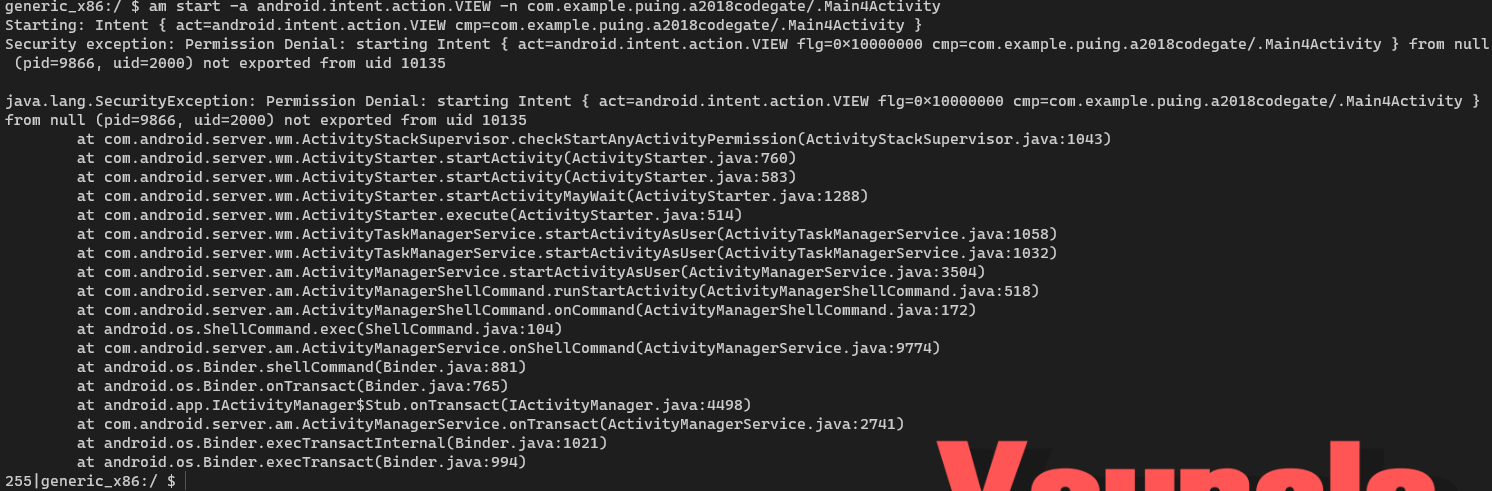 generic_x86:/ $ am start -a android.intent.action.VIEW -n com.example.puing.a2018codegate/.Main4Activity
Starting: Intent { act=android.intent.action.VIEW cmp=com.example.puing.a2018codegate/.Main4Activity }
Security exception: Permission Denial: starting Intent { act=android.intent.action.VIEW flg=0×10000000 cmp=com.example.puing.a2018codegate/.Main4Activity } from null
 (pid=9866, uid=2000) not exported from uid 10135

java.lang.SecurityException: Permission Denial: starting Intent { act=android.intent.action.VIEW flg=0×10000000 cmp=com.example.puing.a2018codegate/.Main4Activity }
from null (pid=9866, uid=2000) not exported from uid 10135
        at com.android.server.wm.ActivityStackSupervisor.checkStartAnyActivityPermission(ActivityStackSupervisor.java:1043)
        at com.android.server.wm.ActivityStarter.startActivity(ActivityStarter.java:760)
        at com.android.server.wm.ActivityStarter.startActivity(ActivityStarter.java:583)
        at com.android.server.wm.ActivityStarter.startActivityMayWait(ActivityStarter.java:1288)
        at com.android.server.wm.ActivityStarter.execute(ActivityStarter.java:514)
        at com.android.server.wm.ActivityTaskManagerService.startActivityAsUser(ActivityTaskManagerService.java:1058)
        at com.android.server.wm.ActivityTaskManagerService.startActivityAsUser(ActivityTaskManagerService.java:1032)
        at com.android.server.am.ActivityManagerService.startActivityAsUser(ActivityManagerService.java:3504)
        at com.android.server.am.ActivityManagerShellCommand.runStartActivity(ActivityManagerShellCommand.java:518)
        at com.android.server.am.ActivityManagerShellCommand.onCommand(ActivityManagerShellCommand.java:172)
        at android.os.ShellCommand.exec(ShellCommand.java:104)
        at com.android.server.am.ActivityManagerService.onShellCommand(ActivityManagerService.java:9774)
        at android.os.Binder.shellCommand(Binder.java:881)
        at android.os.Binder.onTransact(Binder.java:765)
        at android.app.IActivityManager$Stub.onTransact(IActivityManager.java:4498)
        at com.android.server.am.ActivityManagerService.onTransact(ActivityManagerService.java:2741)
        at android.os.Binder.execTransactInternal(Binder.java:1021)
        at android.os.Binder.execTransact(Binder.java:994)
255|generic_x86:/ $